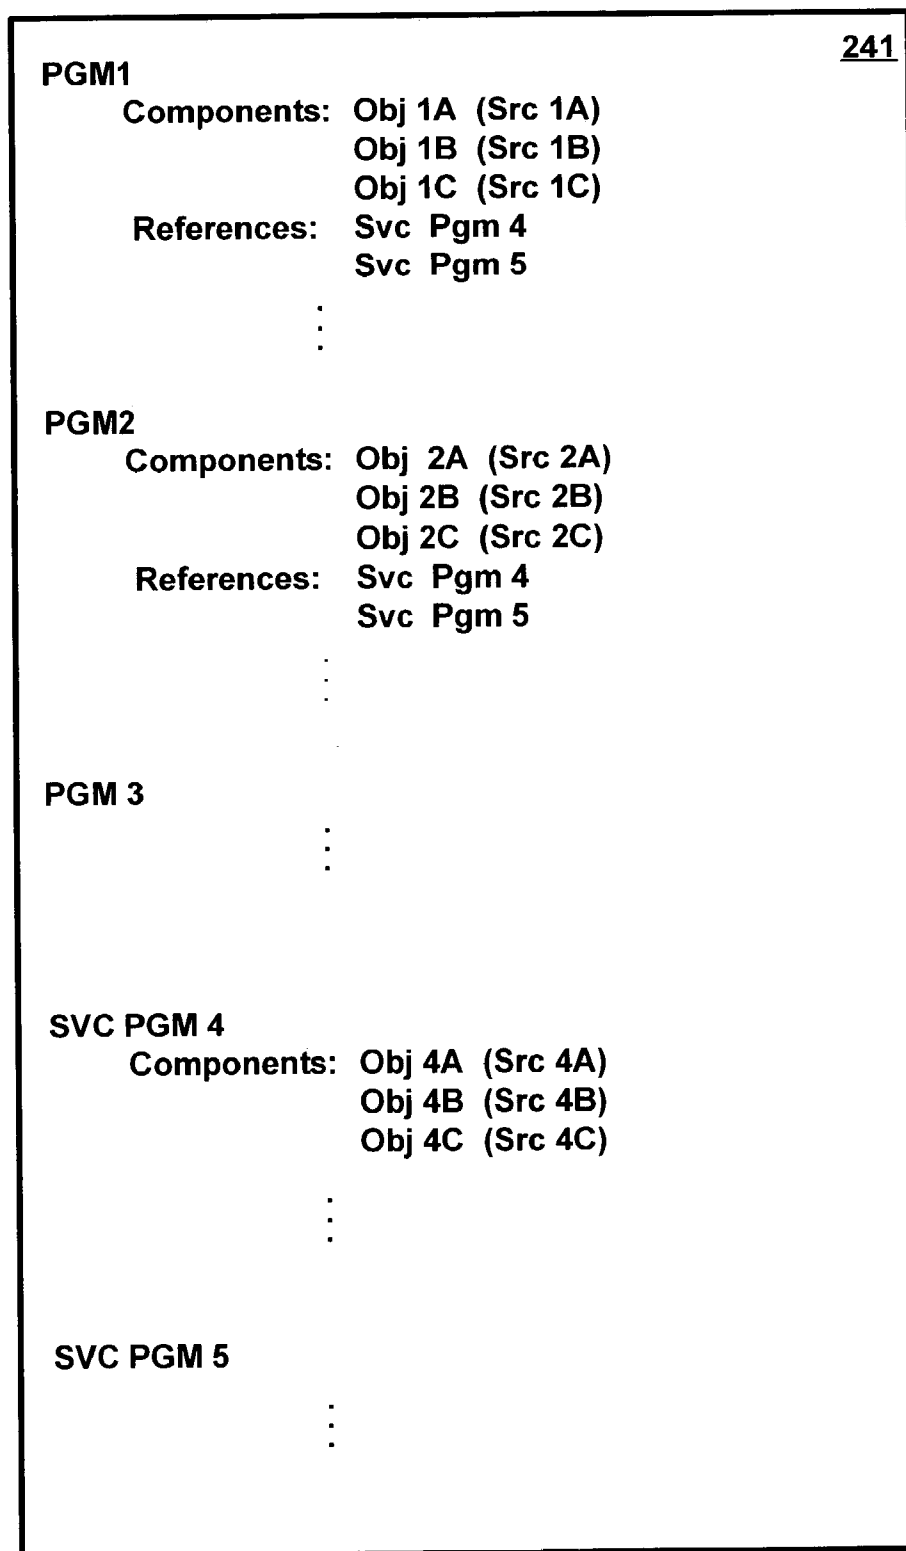 241
PGM1
Components: Obj 1A (Src 1A)
Obj 1B (Src 1B)
Obj 1C (Src 1C)
References: Svc Pgm 4
Svc Pgm 5
PGM2
Components: Obj 2A (Src 2A)
Obj 2B (Src 2B)
Obj 2C (Src 2C)
References: Svc Pgm 4
Svc Pgm 5
PGM 3
SVC PGM 4
Components: Obj 4A (Src 4A)
Obj 4B (Src 4B)
Obj 4C (Src 4C)
SVC PGM 5